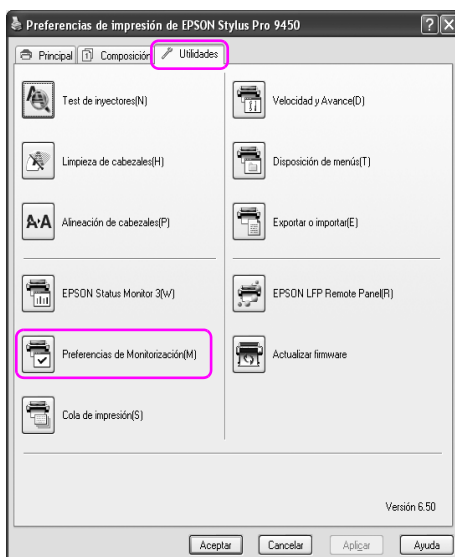 Preferencias de impresión de EPSON Stylus Pro 9450
Principal Composición Utilidades
Test de inyectores(N)
Velocidad y Avance(D)
Limpieza de cabezales(H)
Disposición de menús(T)
Alineación de cabezales(P)
Exportar o importar(E)
EPSON Status Monitor 3(W)
EPSON LFP Remote Panel(R)
Preferencias de Monitorización(M)
Actualizar firmware
Cola de impresión(S)
Versión 6.50
Aceptar Cancelar Aplicar Ayuda